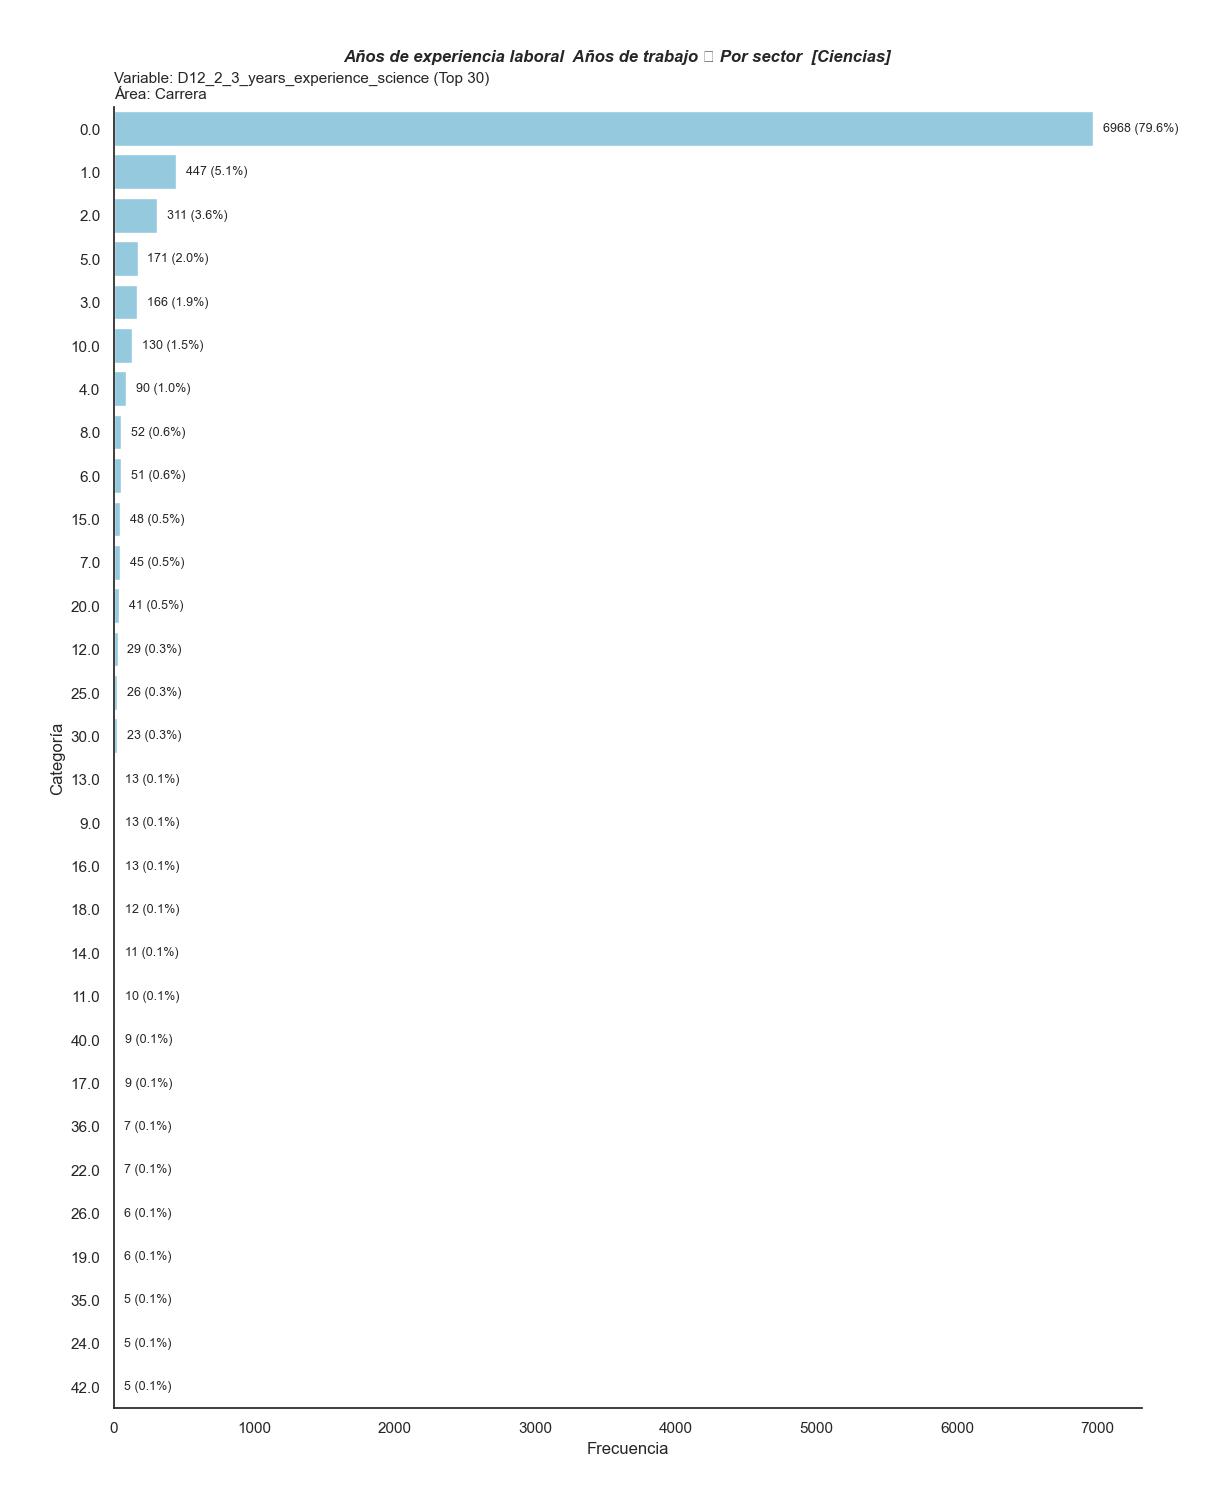 Años de experiencia laboral  Años de trabajo □ Por sector  [Ciencias]
Variable: D12_2_3_years_experience_science (Top 30)
Área: Carrera
0.0 6968 (79.6%)
1.0 447 (5.1%)
2.0 311 (3.6%)
5.0 171 (2.0%)
3.0 166 (1.9%)
10.0 130 (1.5%)
4.0 90 (1.0%)
8.0 52 (0.6%)
6.0 51 (0.6%)
15.0 48 (0.5%)
7.0 45 (0.5%)
20.0 41 (0.5%)
12.0 29 (0.3%)
25.0 26 (0.3%)
30.0 23 (0.3%)
Categoría
13.0 13 (0.1%)
9.0 13 (0.1%)
16.0 13 (0.1%)
18.0 12 (0.1%)
14.0 11 (0.1%)
11.0 10 (0.1%)
40.0 9 (0.1%)
17.0 9 (0.1%)
36.0 7 (0.1%)
22.0 7 (0.1%)
26.0 6 (0.1%)
19.0 6 (0.1%)
35.0 5 (0.1%)
24.0 5 (0.1%)
42.0 5 (0.1%)
0 1000 2000 3000 4000 5000 6000 7000
Frecuencia